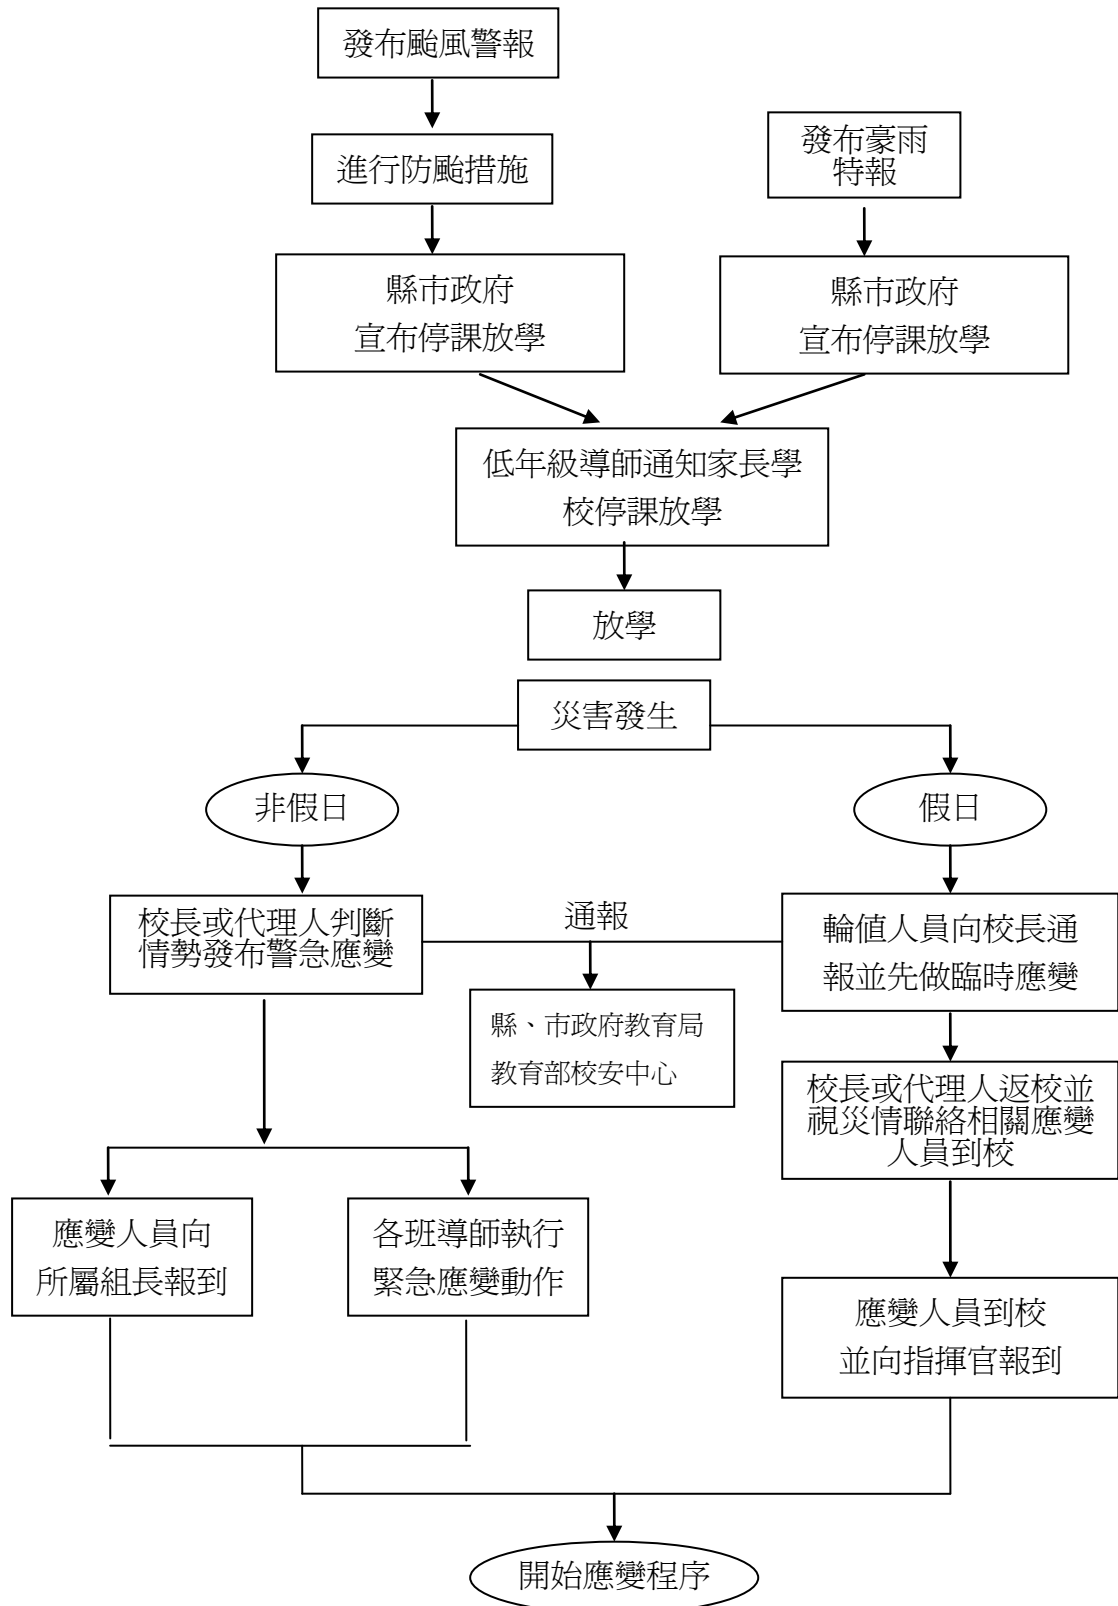 發布颱風警報
進行防颱措施
發布豪雨
特報
縣市政府
宣布停課放學
縣市政府
宣布停課放學
低年級導師通知家長學
校停課放學
放學
災害發生
非假日
假日
校長或代理人判斷
情勢發布警急應變
通報
輪值人員向校長通
報並先做臨時應變
縣、市政府教育局
教育部校安中心
校長或代理人返校並
視災情聯絡相關應變
人員到校
應變人員向
所屬組長報到
各班導師執行
緊急應變動作
應變人員到校
並向指揮官報到
開始應變程序